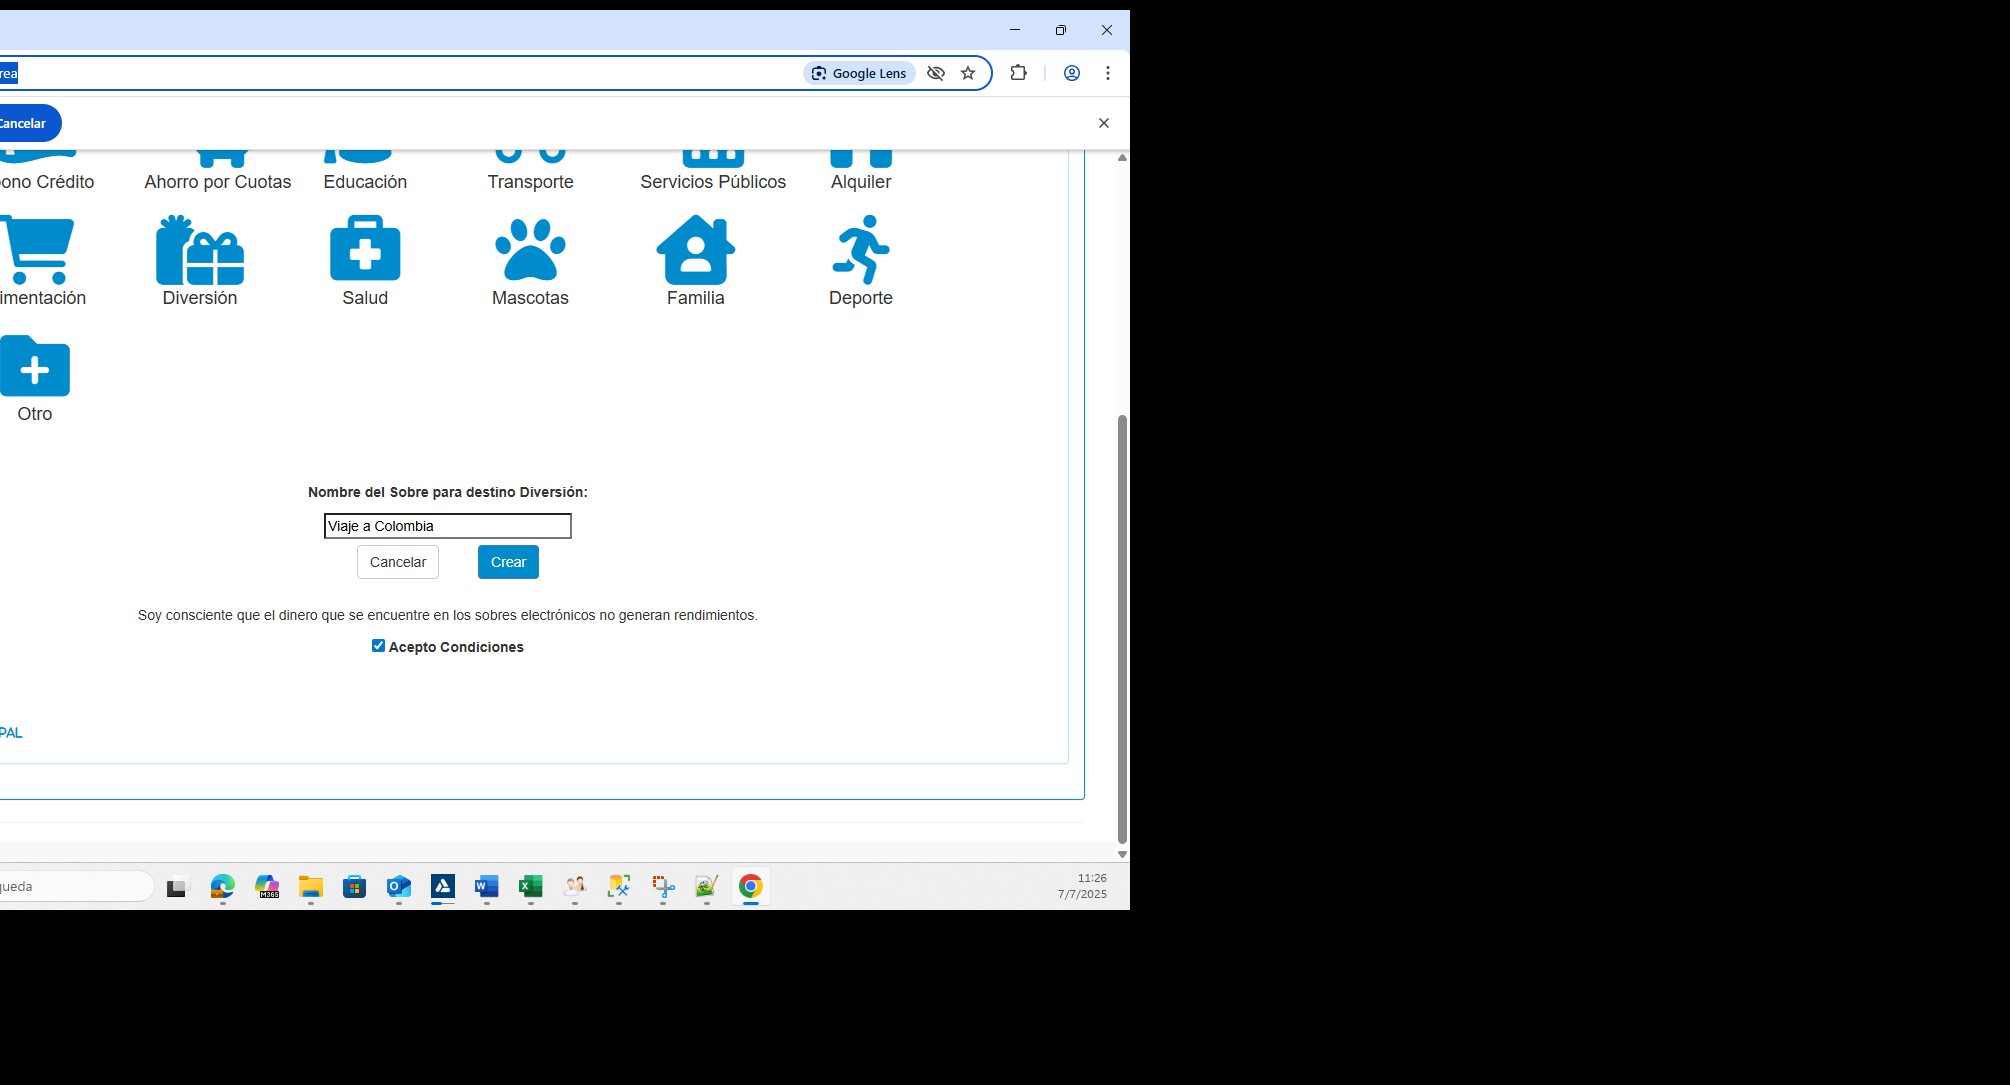 rea
Google Lens
Cancelar
ono Crédito
Ahorro por Cuotas
Educación
Transporte
Servicios Públicos
Alquiler
imentación
Diversión
Salud
Mascotas
Familia
Deporte
Otro
Nombre del Sobre para destino Diversión:
Viaje a Colombia
Cancelar
Crear
Soy consciente que el dinero que se encuentre en los sobres electrónicos no generan rendimientos.
Acepto Condiciones
PAL
queda
M365
11:26
7/7/2025